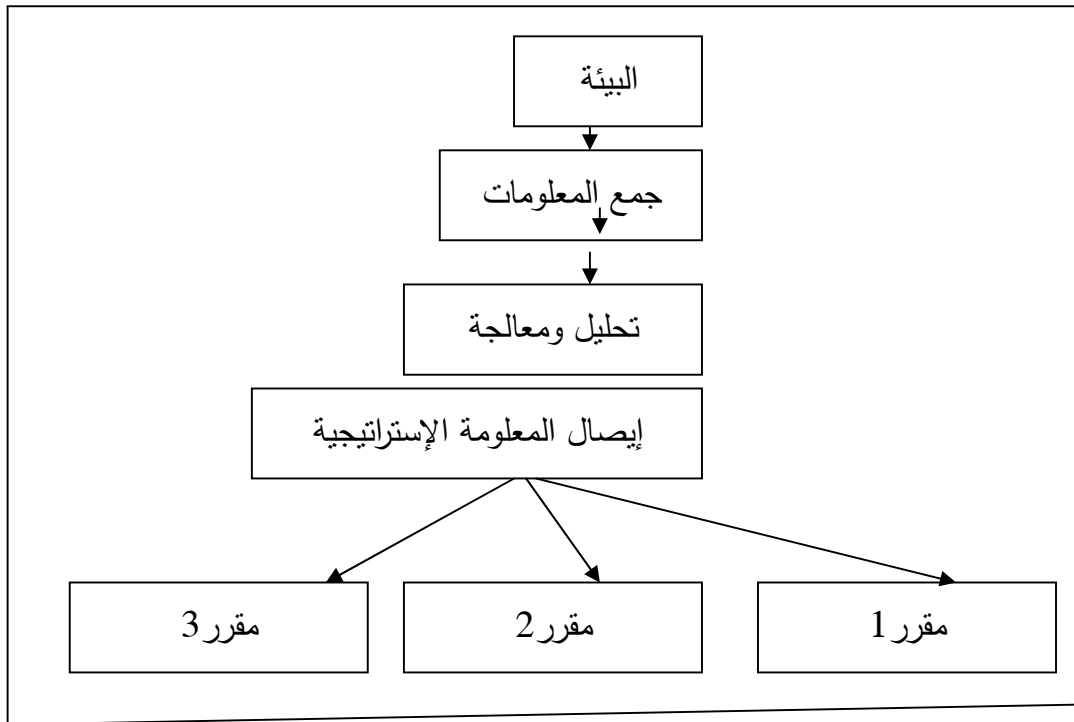 البيئة
جمع المعلومات
تحليل ومعالجة
إيصال المعلومة الإستراتيجية
مقرر1
مقرر2
مقرر3